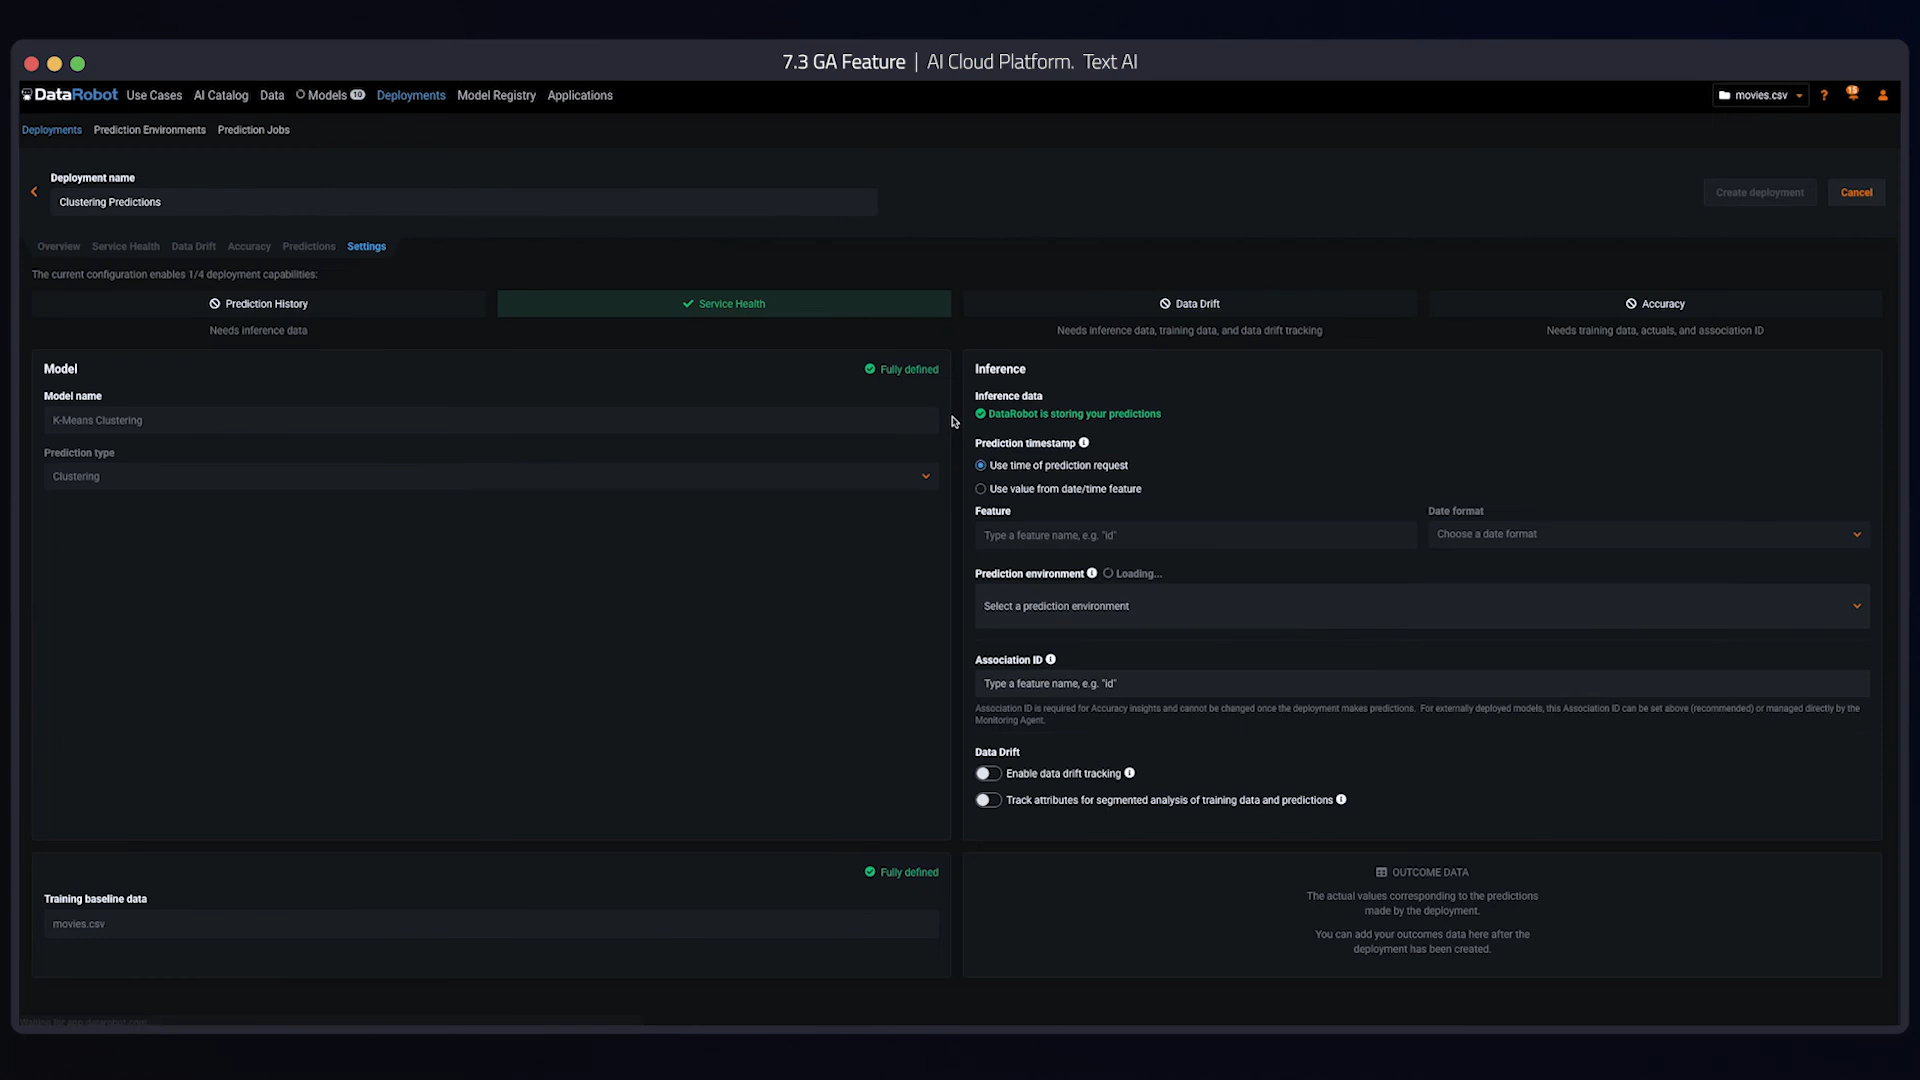 7.3 GA Feature | AI Cloud Platform. Text AI
DataRobot Use Cases AI Catalog Data Models 10 Deployments Model Registry Applications movies.csv ? 15
Deployments Prediction Environments Prediction Jobs
Deployment name
Clustering Predictions
Create deployment Cancel
Overview Service Health Data Drift Accuracy Predictions Settings
The current configuration enables 1/4 deployment capabilities:
Prediction History Service Health Data Drift Accuracy
Needs inference data Needs inference data, training data, and data drift tracking Needs training data, actuals, and association ID
Model Fully defined
Model name
K-Means Clustering
Prediction type
Clustering
Inference
Inference data
DataRobot is storing your predictions
Prediction timestamp
Use time of prediction request
Use value from date/time feature
Feature Date format
Type a feature name, e.g. "id" Choose a date format
Prediction environment Loading...
Select a prediction environment
Association ID
Type a feature name, e.g. "id"
Association ID is required for Accuracy insights and cannot be changed once the deployment makes predictions. For externally deployed models, this Association ID can be set above (recommended) or managed directly by the
Monitoring Agent.
Data Drift
Enable data drift tracking
Track attributes for segmented analysis of training data and predictions
Fully defined
Training baseline data
movies.csv
OUTCOME DATA
The actual values corresponding to the predictions
made by the deployment.
You can add your outcomes data here after the
deployment has been created.
Waiting for app.datarobot.com...